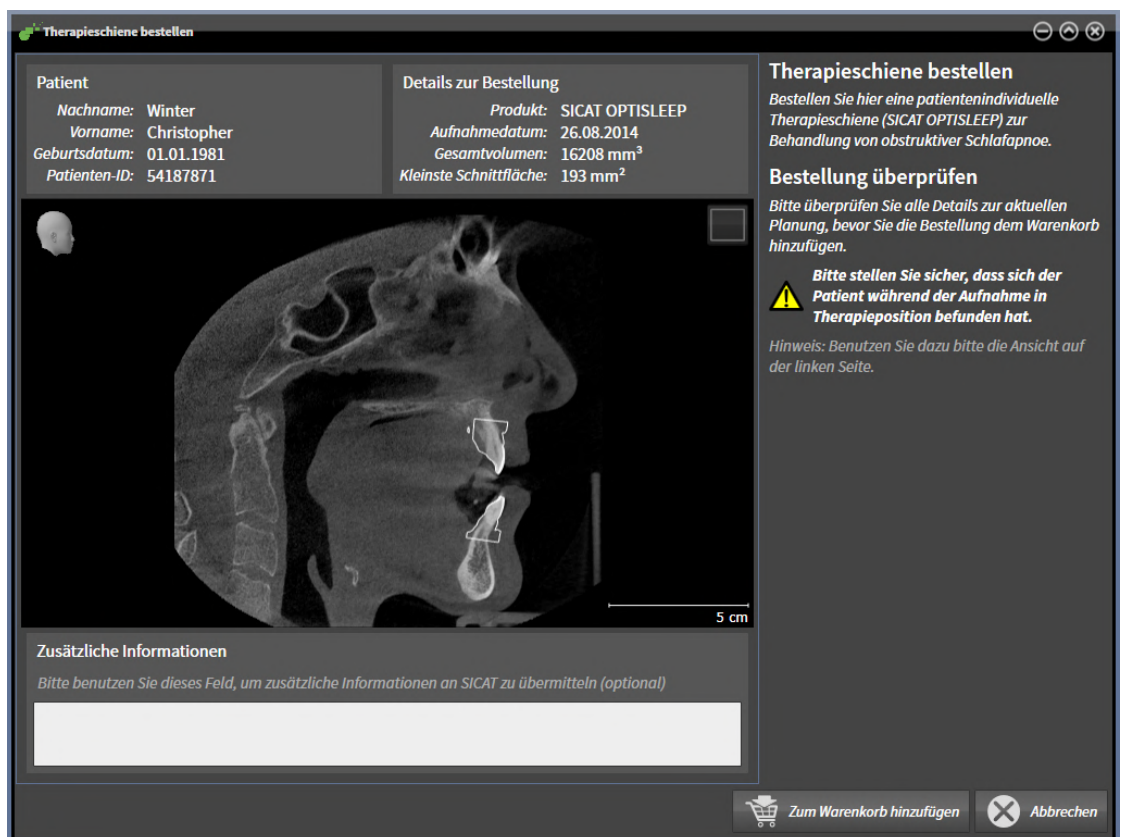 Therapieschiene bestellen
Patient
Nachname: Winter
Vorname: Christopher
Geburtsdatum: 01.01.1981
Patienten-ID: 54187871
Details zur Bestellung
Produkt: SICAT OPTISLEEP
Aufnahmedatum: 26.08.2014
Gesamtvolumen: 16208 mm³
Kleinste Schnittfläche: 193 mm²
5 cm
Zusätzliche Informationen
Bitte benutzen Sie dieses Feld, um zusätzliche Informationen an SICAT zu übermitteln (optional)
Therapieschiene bestellen
Bestellen Sie hier eine patientenindividuelle
Therapieschiene (SICAT OPTISLEEP) zur
Behandlung von obstruktiver Schlafapnoe.
Bestellung überprüfen
Bitte überprüfen Sie alle Details zur aktuellen
Planung, bevor Sie die Bestellung dem Warenkorb
hinzufügen.
Bitte stellen Sie sicher, dass sich der
Patient während der Aufnahme in
Therapieposition befunden hat.
Hinweis: Benutzen Sie dazu bitte die Ansicht auf
der linken Seite.
Zum Warenkorb hinzufügen
Abbrechen